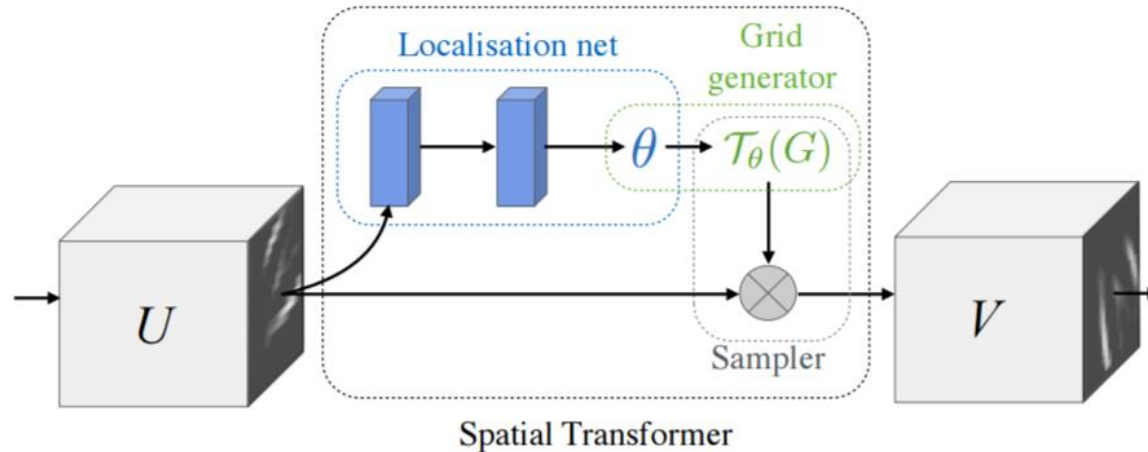 Localisation net
Grid
generator
θ
𝒯θ(G)
U
V
Sampler
Spatial Transformer